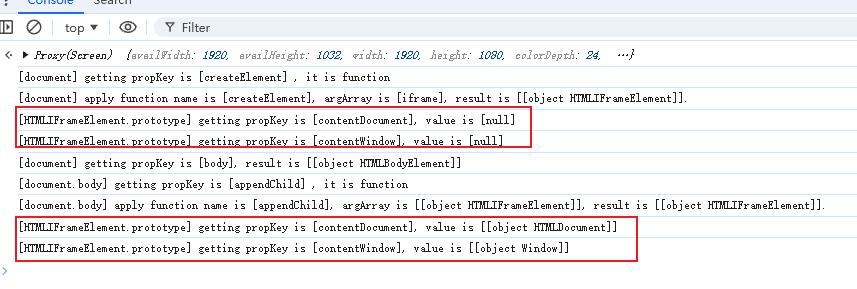 Console Search
top Filter
Proxy(Screen) {availWidth: 1920, availHeight: 1032, width: 1920, height: 1080, colorDepth: 24, …}
[document] getting propKey is [createElement] , it is function
[document] apply function name is [createElement], argArray is [iframe], result is [[object HTMLIFrameElement]].
[HTMLIFrameElement.prototype] getting propKey is [contentDocument], value is [null]
[HTMLIFrameElement.prototype] getting propKey is [contentWindow], value is [null]
[document] getting propKey is [body], result is [[object HTMLBodyElement]]
[document.body] getting propKey is [appendChild] , it is function
[document.body] apply function name is [appendChild], argArray is [[object HTMLIFrameElement]], result is [[object HTMLIFrameElement]].
[HTMLIFrameElement.prototype] getting propKey is [contentDocument], value is [[object HTMLDocument]]
[HTMLIFrameElement.prototype] getting propKey is [contentWindow], value is [[object Window]]